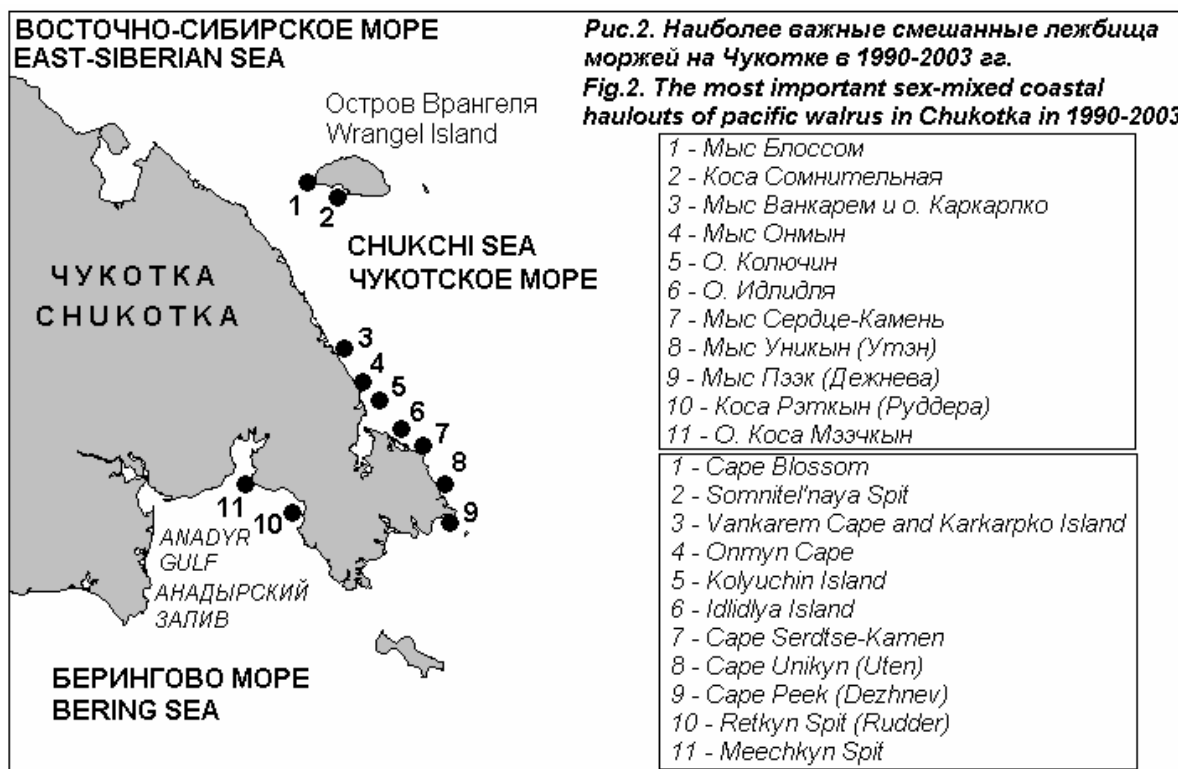 ВОСТОЧНО-СИБИРСКОЕ МОРЕ
EAST-SIBERIAN SEA
Рис.2. Наиболее важные смешанные лежбища
моржей на Чукотке в 1990-2003 гг.
Fig.2. The most important sex-mixed coastal
haulouts of pacific walrus in Chukotka in 1990-2003
Остров Врангеля
Wrangel Island
1
2
CHUKCHI SEA
ЧУКОТСКОЕ МОРЕ
ЧУКОТКА
CHUKOTKA
3
4
5
6
7
8
9
10
11
ANADYR
GULF
АНАДЫРСКИЙ
ЗАЛИВ
БЕРИНГОВО МОРЕ
BERING SEA
1 - Мыс Блоссом
2 - Коса Сомнительная
3 - Мыс Ванкарем и о. Каркарпко
4 - Мыс Онмын
5 - О. Колючин
6 - О. Идлидля
7 - Мыс Сердце-Камень
8 - Мыс Уникын (Утэн)
9 - Мыс Пээк (Дежнева)
10 - Коса Рэткын (Руддера)
11 - О. Коса Мээчкын
1 - Cape Blossom
2 - Somnitel'naya Spit
3 - Vankarem Cape and Karkarpko Island
4 - Onmyn Cape
5 - Kolyuchin Island
6 - Idlidlya Island
7 - Cape Serdtse-Kamen
8 - Cape Unikyn (Uten)
9 - Cape Peek (Dezhnev)
10 - Retkyn Spit (Rudder)
11 - Meechkyn Spit